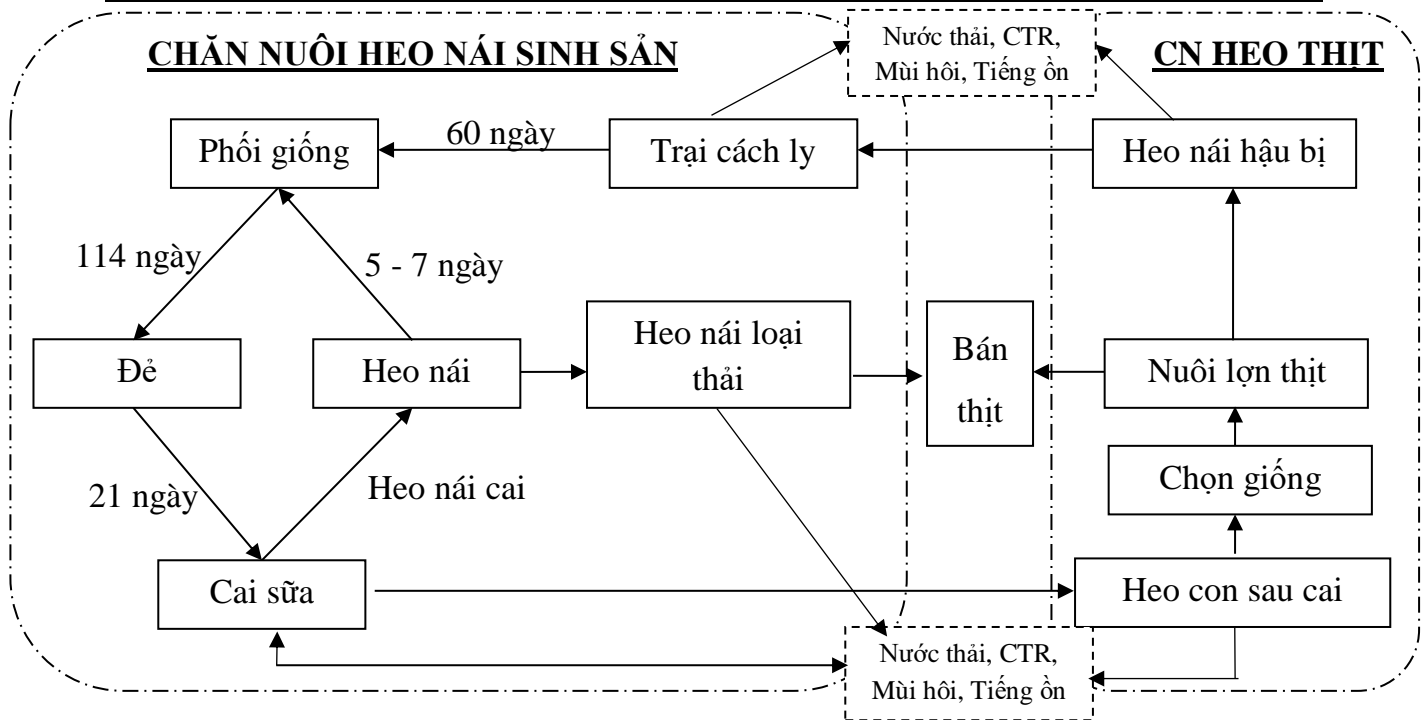 CHĂN NUÔI HEO NÁI SINH SẢN
Nước thải, CTR,
Mùi hôi, Tiếng ồn
CN HEO THỊT
Phối giống
60 ngày
Trại cách ly
Heo nái hậu bị
114 ngày
5 - 7 ngày
Đẻ
Heo nái
Heo nái loại
thải
Bán
thịt
Nuôi lợn thịt
21 ngày
Heo nái cai
Chọn giống
Cai sữa
Heo con sau cai
Nước thải, CTR,
Mùi hôi, Tiếng ồn